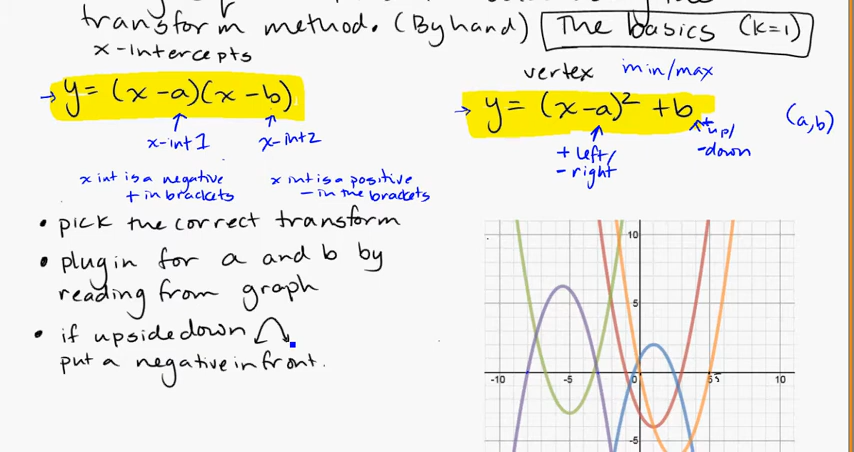 transform method. (By hand) The basics (k=1)
x-intercepts
vertex min/max
→ y = (x-a)(x-b)
→ y = (x-a)² + b
(a,b)
x-int 1 x-int 2
+ left/
- right
+ up/
- down
x int is a negative
+ in brackets
x int is a positive
- in the brackets
• pick the correct transform
• plug in for a and b by
reading from graph
• if upside down
put a negative in front.
10
5
-10 -5 0 5 5 10
-5